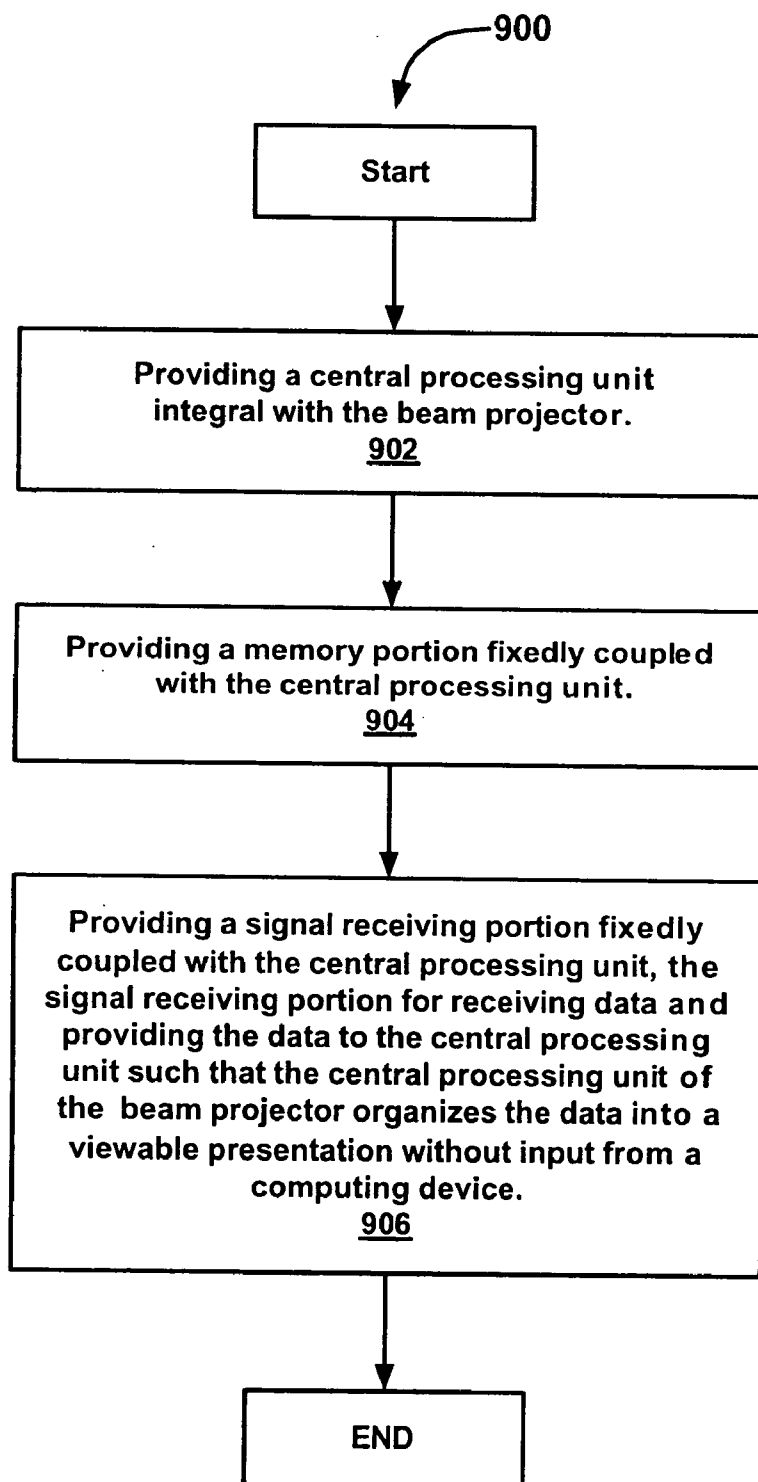 900
Start
Providing a central processing unit
integral with the beam projector.
902
Providing a memory portion fixedly coupled
with the central processing unit.
904
Providing a signal receiving portion fixedly
coupled with the central processing unit, the
signal receiving portion for receiving data and
providing the data to the central processing
unit such that the central processing unit of
the beam projector organizes the data into a
viewable presentation without input from a
computing device.
906
END